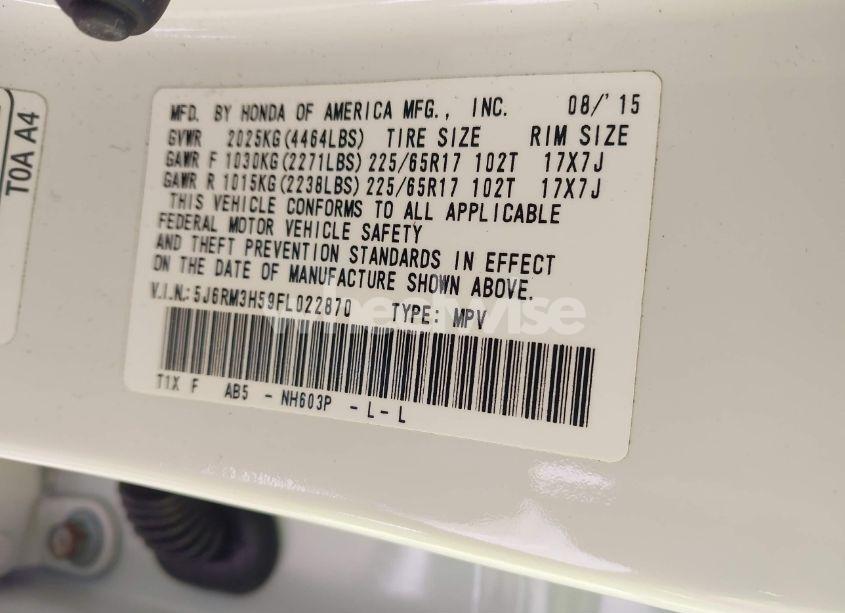 T0A A4
MFD. BY HONDA OF AMERICA MFG., INC. 08/'15
GVWR 2025KG(4464LBS) TIRE SIZE RIM SIZE
GAWR F 1030KG(2271LBS) 225/65R17 102T 17X7J
GAWR R 1015KG(2238LBS) 225/65R17 102T 17X7J
THIS VEHICLE CONFORMS TO ALL APPLICABLE
FEDERAL MOTOR VEHICLE SAFETY
AND THEFT PREVENTION STANDARDS IN EFFECT
ON THE DATE OF MANUFACTURE SHOWN ABOVE.
V.I.N.: 5J6RM3H59FL022870 TYPE: MPV
wheelwise
T1X F AB5 - NH603P - L - L